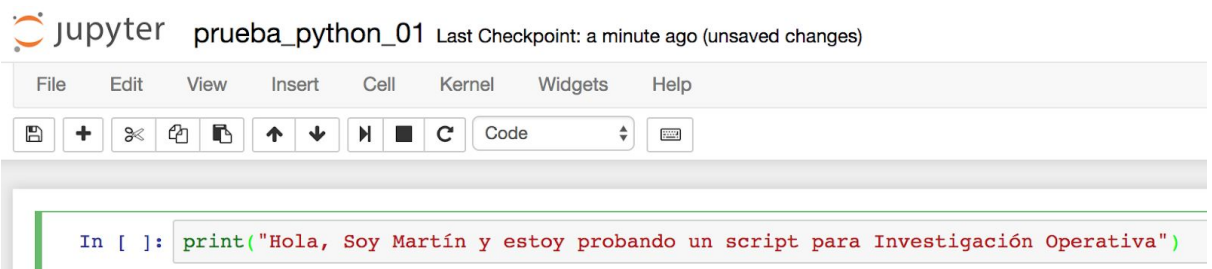 jupyter prueba_python_01 Last Checkpoint: a minute ago (unsaved changes)
File Edit View Insert Cell Kernel Widgets Help
Code
In [ ]: print("Hola, Soy Martín y estoy probando un script para Investigación Operativa")